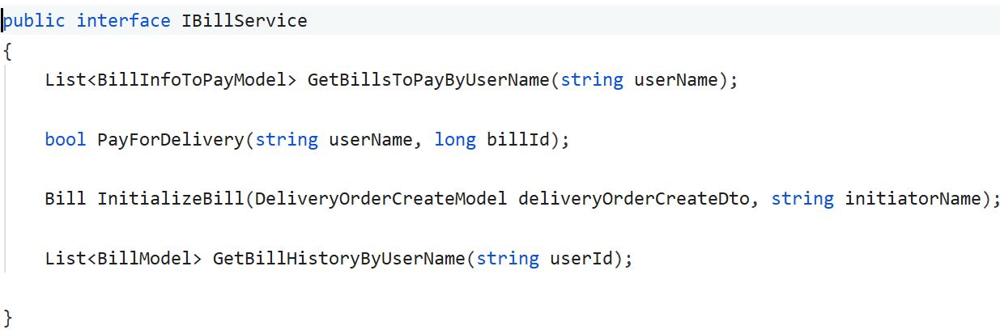 public interface IBillService
{
List<BillInfoToPayModel> GetBillsToPayByUserName(string userName);
bool PayForDelivery(string userName, long billId);
Bill InitializeBill(DeliveryOrderCreateModel deliveryOrderCreateDto, string initiatorName);
List<BillModel> GetBillHistoryByUserName(string userId);
}